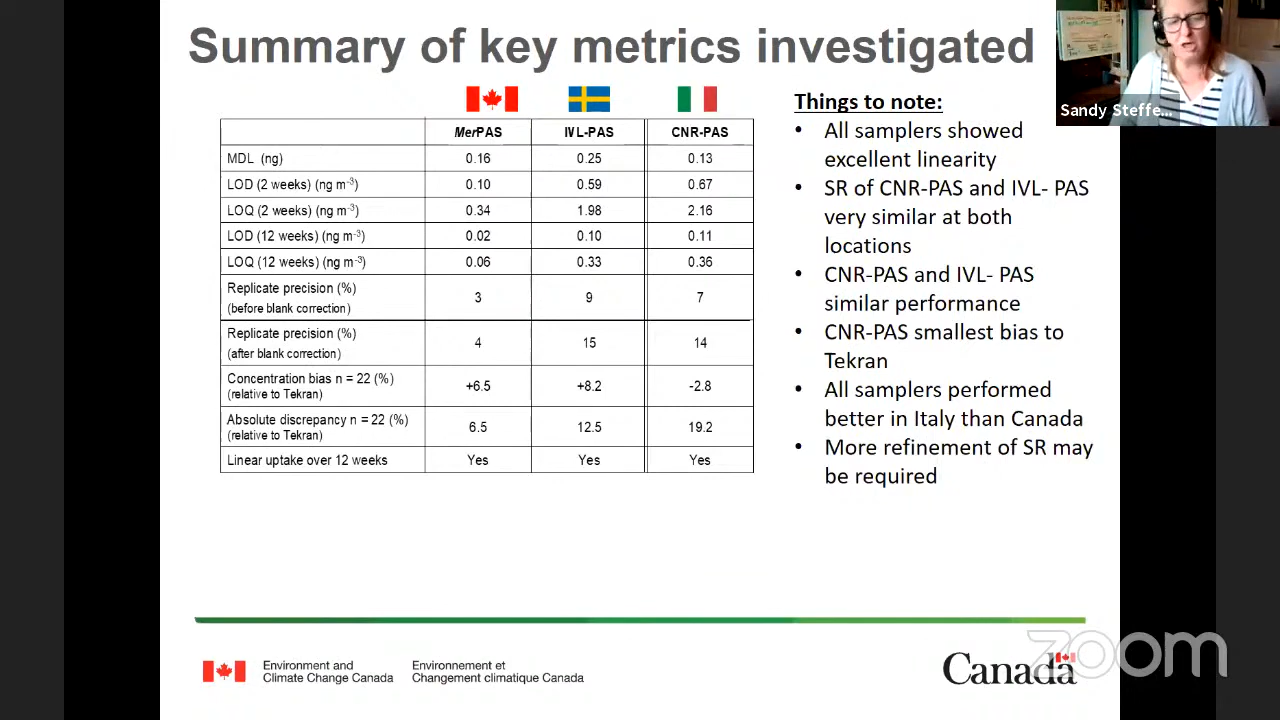 Summary of key metrics investigated
MerPAS IVL-PAS CNR-PAS
MDL (ng) 0.16 0.25 0.13
LOD (2 weeks) (ng m⁻³) 0.10 0.59 0.67
LOQ (2 weeks) (ng m⁻³) 0.34 1.98 2.16
LOD (12 weeks) (ng m⁻³) 0.02 0.10 0.11
LOQ (12 weeks) (ng m⁻³) 0.06 0.33 0.36
Replicate precision (%)
(before blank correction) 3 9 7
Replicate precision (%)
(after blank correction) 4 15 14
Concentration bias n = 22 (%)
(relative to Tekran) +6.5 +8.2 -2.8
Absolute discrepancy n = 22 (%)
(relative to Tekran) 6.5 12.5 19.2
Linear uptake over 12 weeks Yes Yes Yes
Things to note:
• All samplers showed
excellent linearity
• SR of CNR-PAS and IVL- PAS
very similar at both
locations
• CNR-PAS and IVL- PAS
similar performance
• CNR-PAS smallest bias to
Tekran
• All samplers performed
better in Italy than Canada
• More refinement of SR may
be required
Sandy Steffe...
Environment and
Climate Change Canada
Environnement et
Changement climatique Canada
Canada
zoom